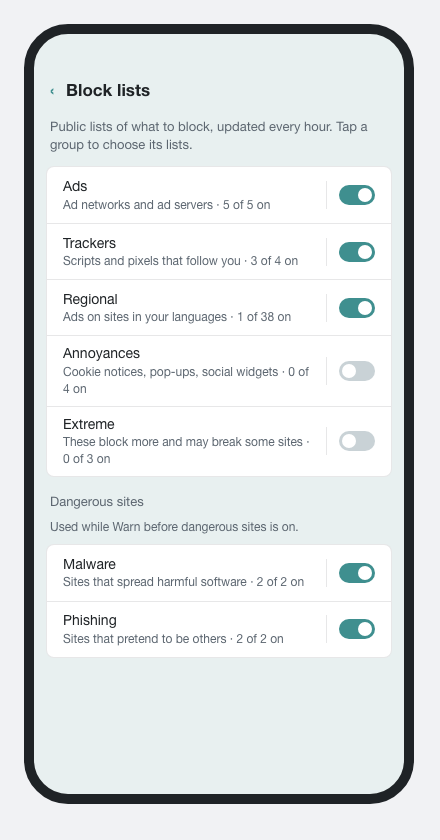 ‹ Block lists
Public lists of what to block, updated every hour. Tap a
group to choose its lists.
Ads
Ad networks and ad servers · 5 of 5 on
Trackers
Scripts and pixels that follow you · 3 of 4 on
Regional
Ads on sites in your languages · 1 of 38 on
Annoyances
Cookie notices, pop-ups, social widgets · 0 of
4 on
Extreme
These block more and may break some sites ·
0 of 3 on
Dangerous sites
Used while Warn before dangerous sites is on.
Malware
Sites that spread harmful software · 2 of 2 on
Phishing
Sites that pretend to be others · 2 of 2 on